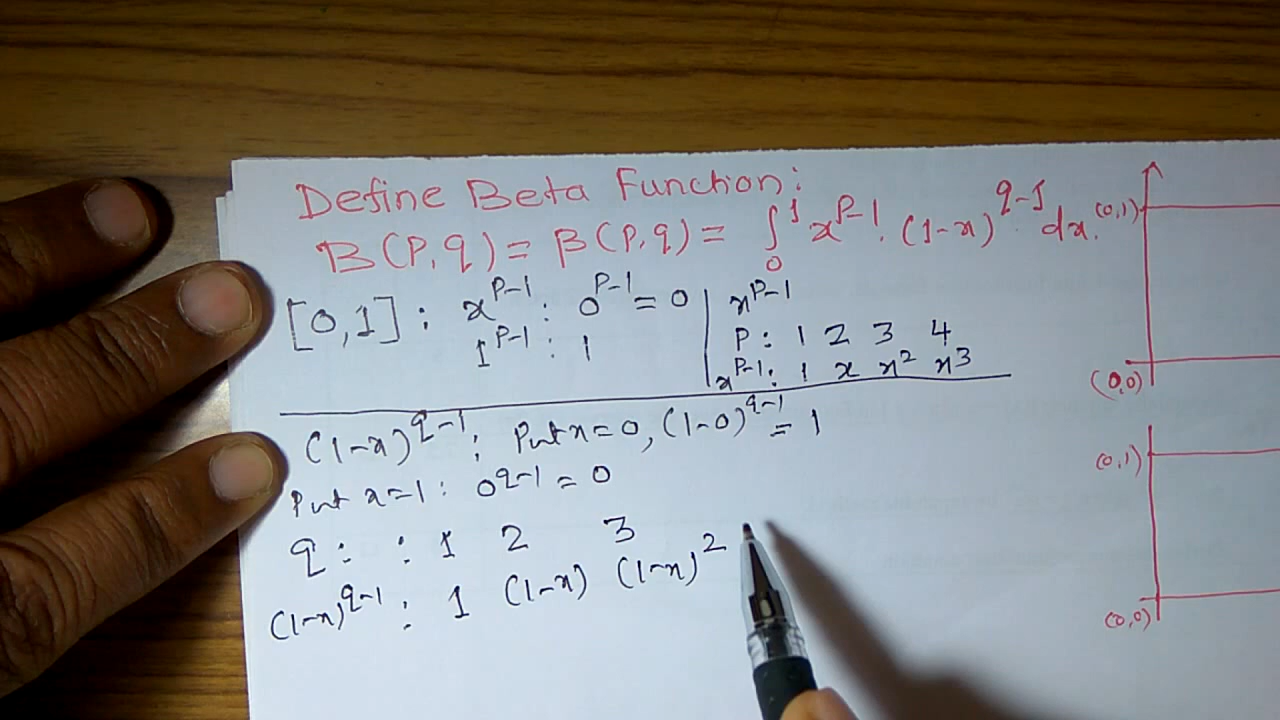 Define Beta Function:
B(P,q) = β(P,q) = ∫₀¹ x^{P-1}. (1-x)^{q-1}. dx.
[0,1] : x^{P-1} : 0^{P-1} = 0
1^{P-1} : 1
x^{P-1}
P : 1 2 3 4
x^{P-1} : 1 x x² x³
(1-x)^{q-1} ; Put x=0, (1-0)^{q-1} = 1
Put x=1 : 0^{q-1} = 0
q : : 1 2 3
(1-x)^{q-1} : 1 (1-x) (1-x)²
(0,1)
(0,0)
(0,1)
(0,0)